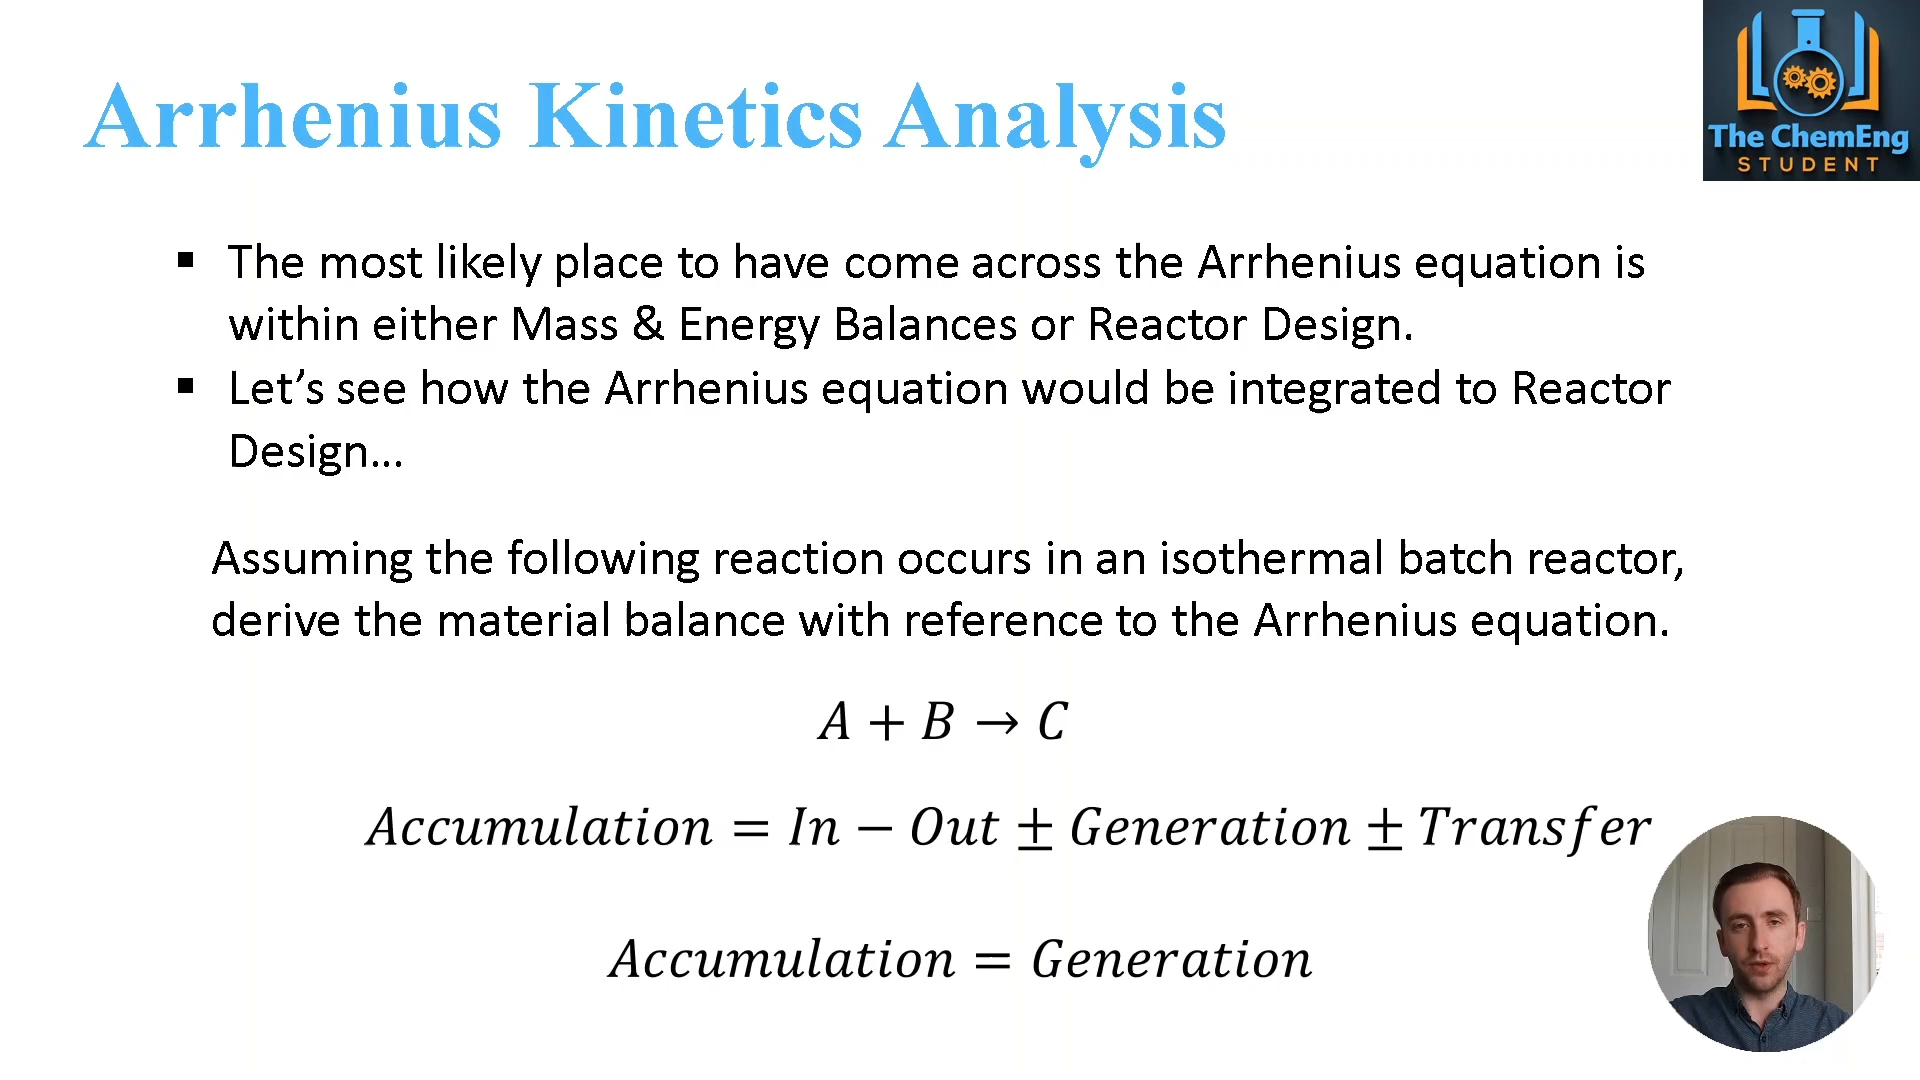 The ChemEng
STUDENT
Arrhenius Kinetics Analysis
▪ The most likely place to have come across the Arrhenius equation is
within either Mass & Energy Balances or Reactor Design.
▪ Let’s see how the Arrhenius equation would be integrated to Reactor
Design…
Assuming the following reaction occurs in an isothermal batch reactor,
derive the material balance with reference to the Arrhenius equation.
A + B → C
Accumulation = In − Out ± Generation ± Transfer
Accumulation = Generation